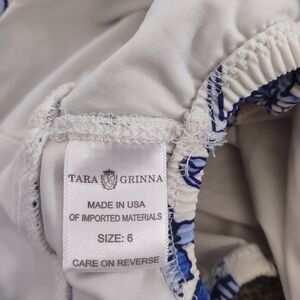 TARA GRINNA
MADE IN USA
OF IMPORTED MATERIALS
SIZE: 6
CARE ON REVERSE